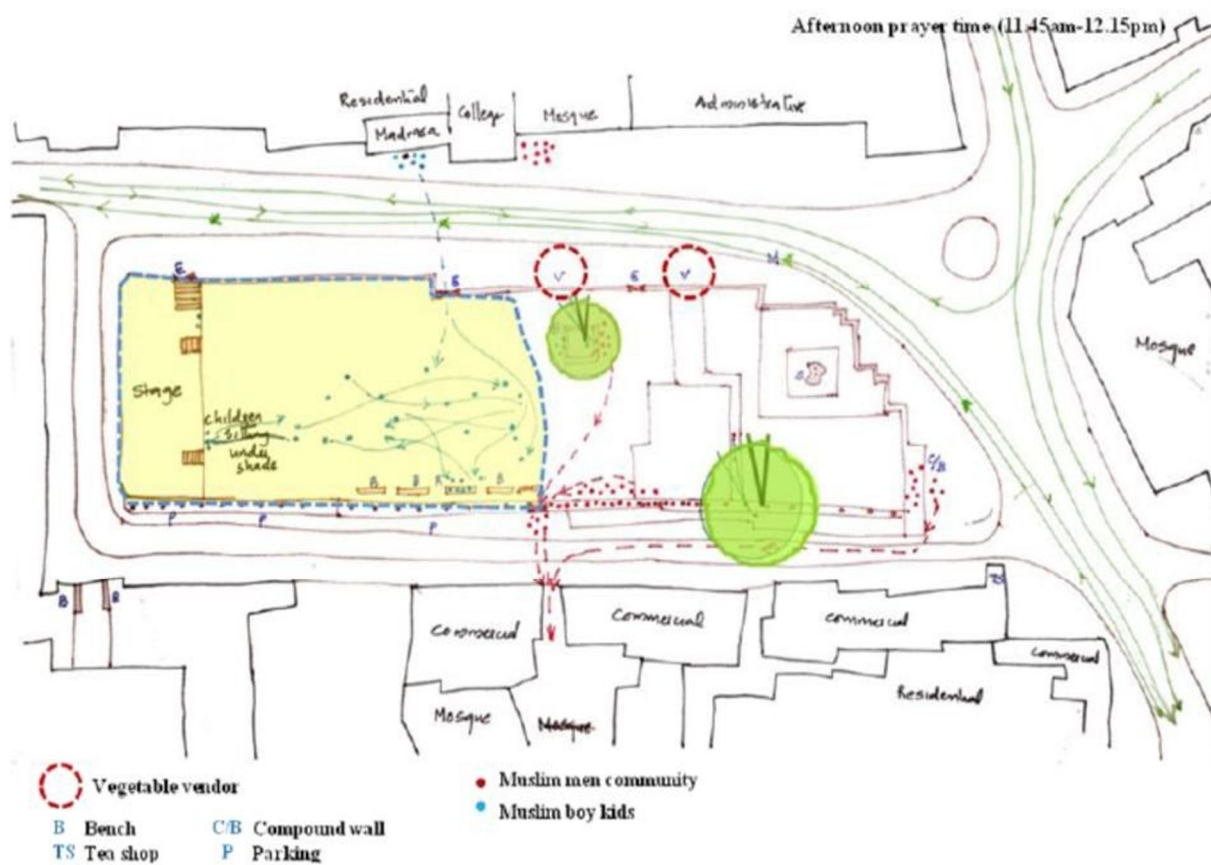 Afternoon prayer time (11.45am-12.15pm)
Residential
Madrasa
College
Mosque
Administrative
E
E
V
E
V
Mosque
Stage
children
sitting
under
shade
B
B
B
C/B
P
P
P
B
B
TS
Commercial
Commercial
Commercial
Commercial
Mosque
Mosque
Residential
Vegetable vendor
B Bench
TS Tea shop
C/B Compound wall
P Parking
Muslim men community
Muslim boy kids